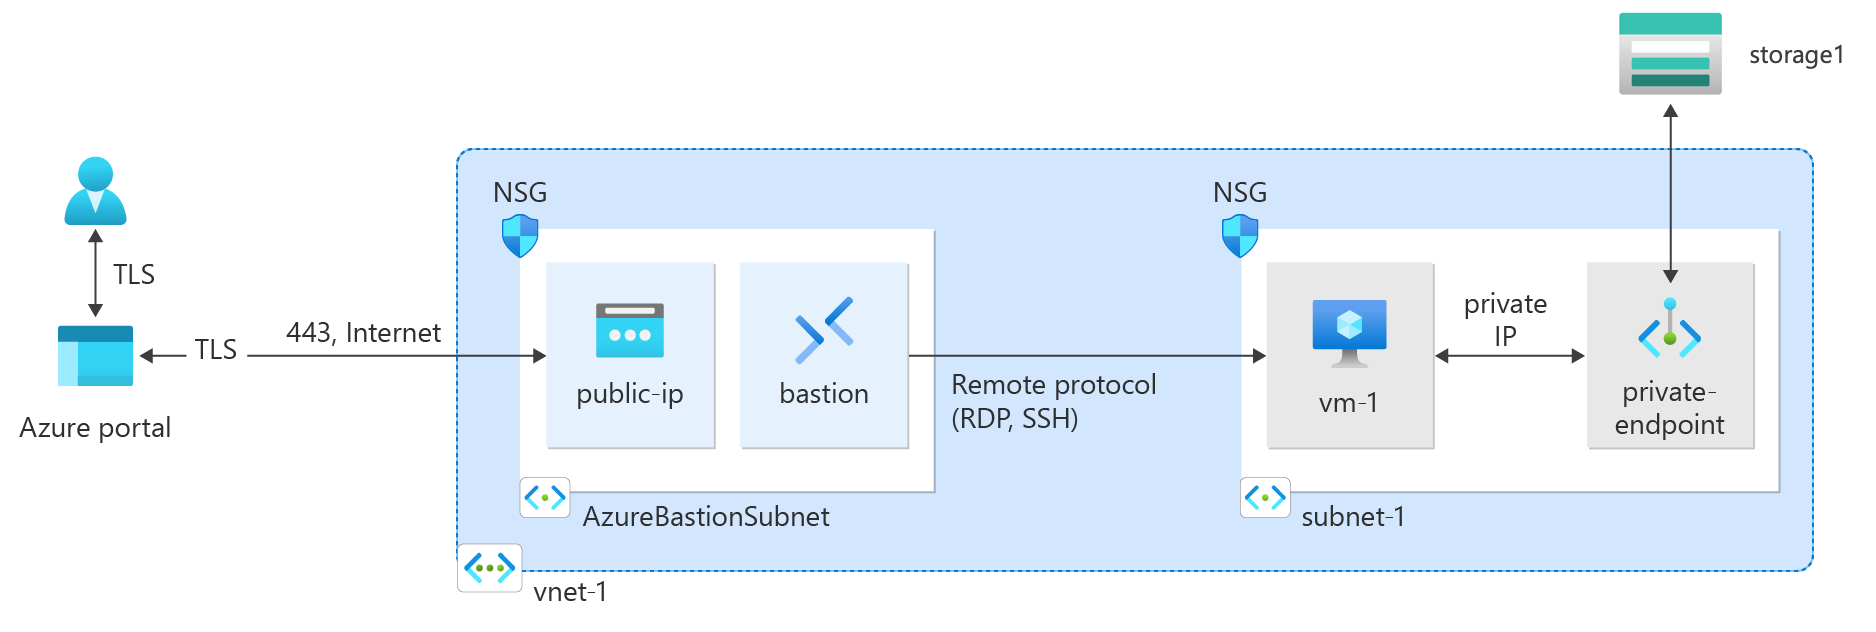 storage1
NSG
NSG
TLS
443, Internet
TLS
public-ip
bastion
Remote protocol
(RDP, SSH)
vm-1
private
IP
private-
endpoint
Azure portal
AzureBastionSubnet
subnet-1
vnet-1